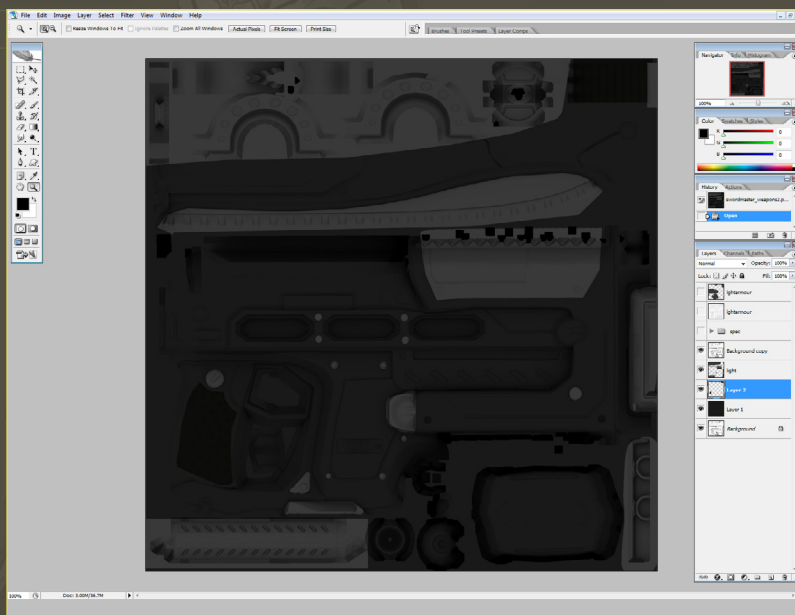 File Edit Image Layer Select Filter View Window Help
Resize Windows To Fit Ignore Palettes Zoom All Windows Actual Pixels Fit Screen Print Size
Brushes Tool Presets Layer Comps
Navigator Info Histogram
100%
Color Swatches Styles
R 0
G 0
B 0
History Actions
swordmaster_weapons2.p...
Open
Layers Channels Paths
Normal Opacity: 100%
Lock: Fill: 100%
lightarmour
lightarmour
spec
Background copy
light
Layer 2
Layer 1
Background
100% Doc: 3.00M/36.7M